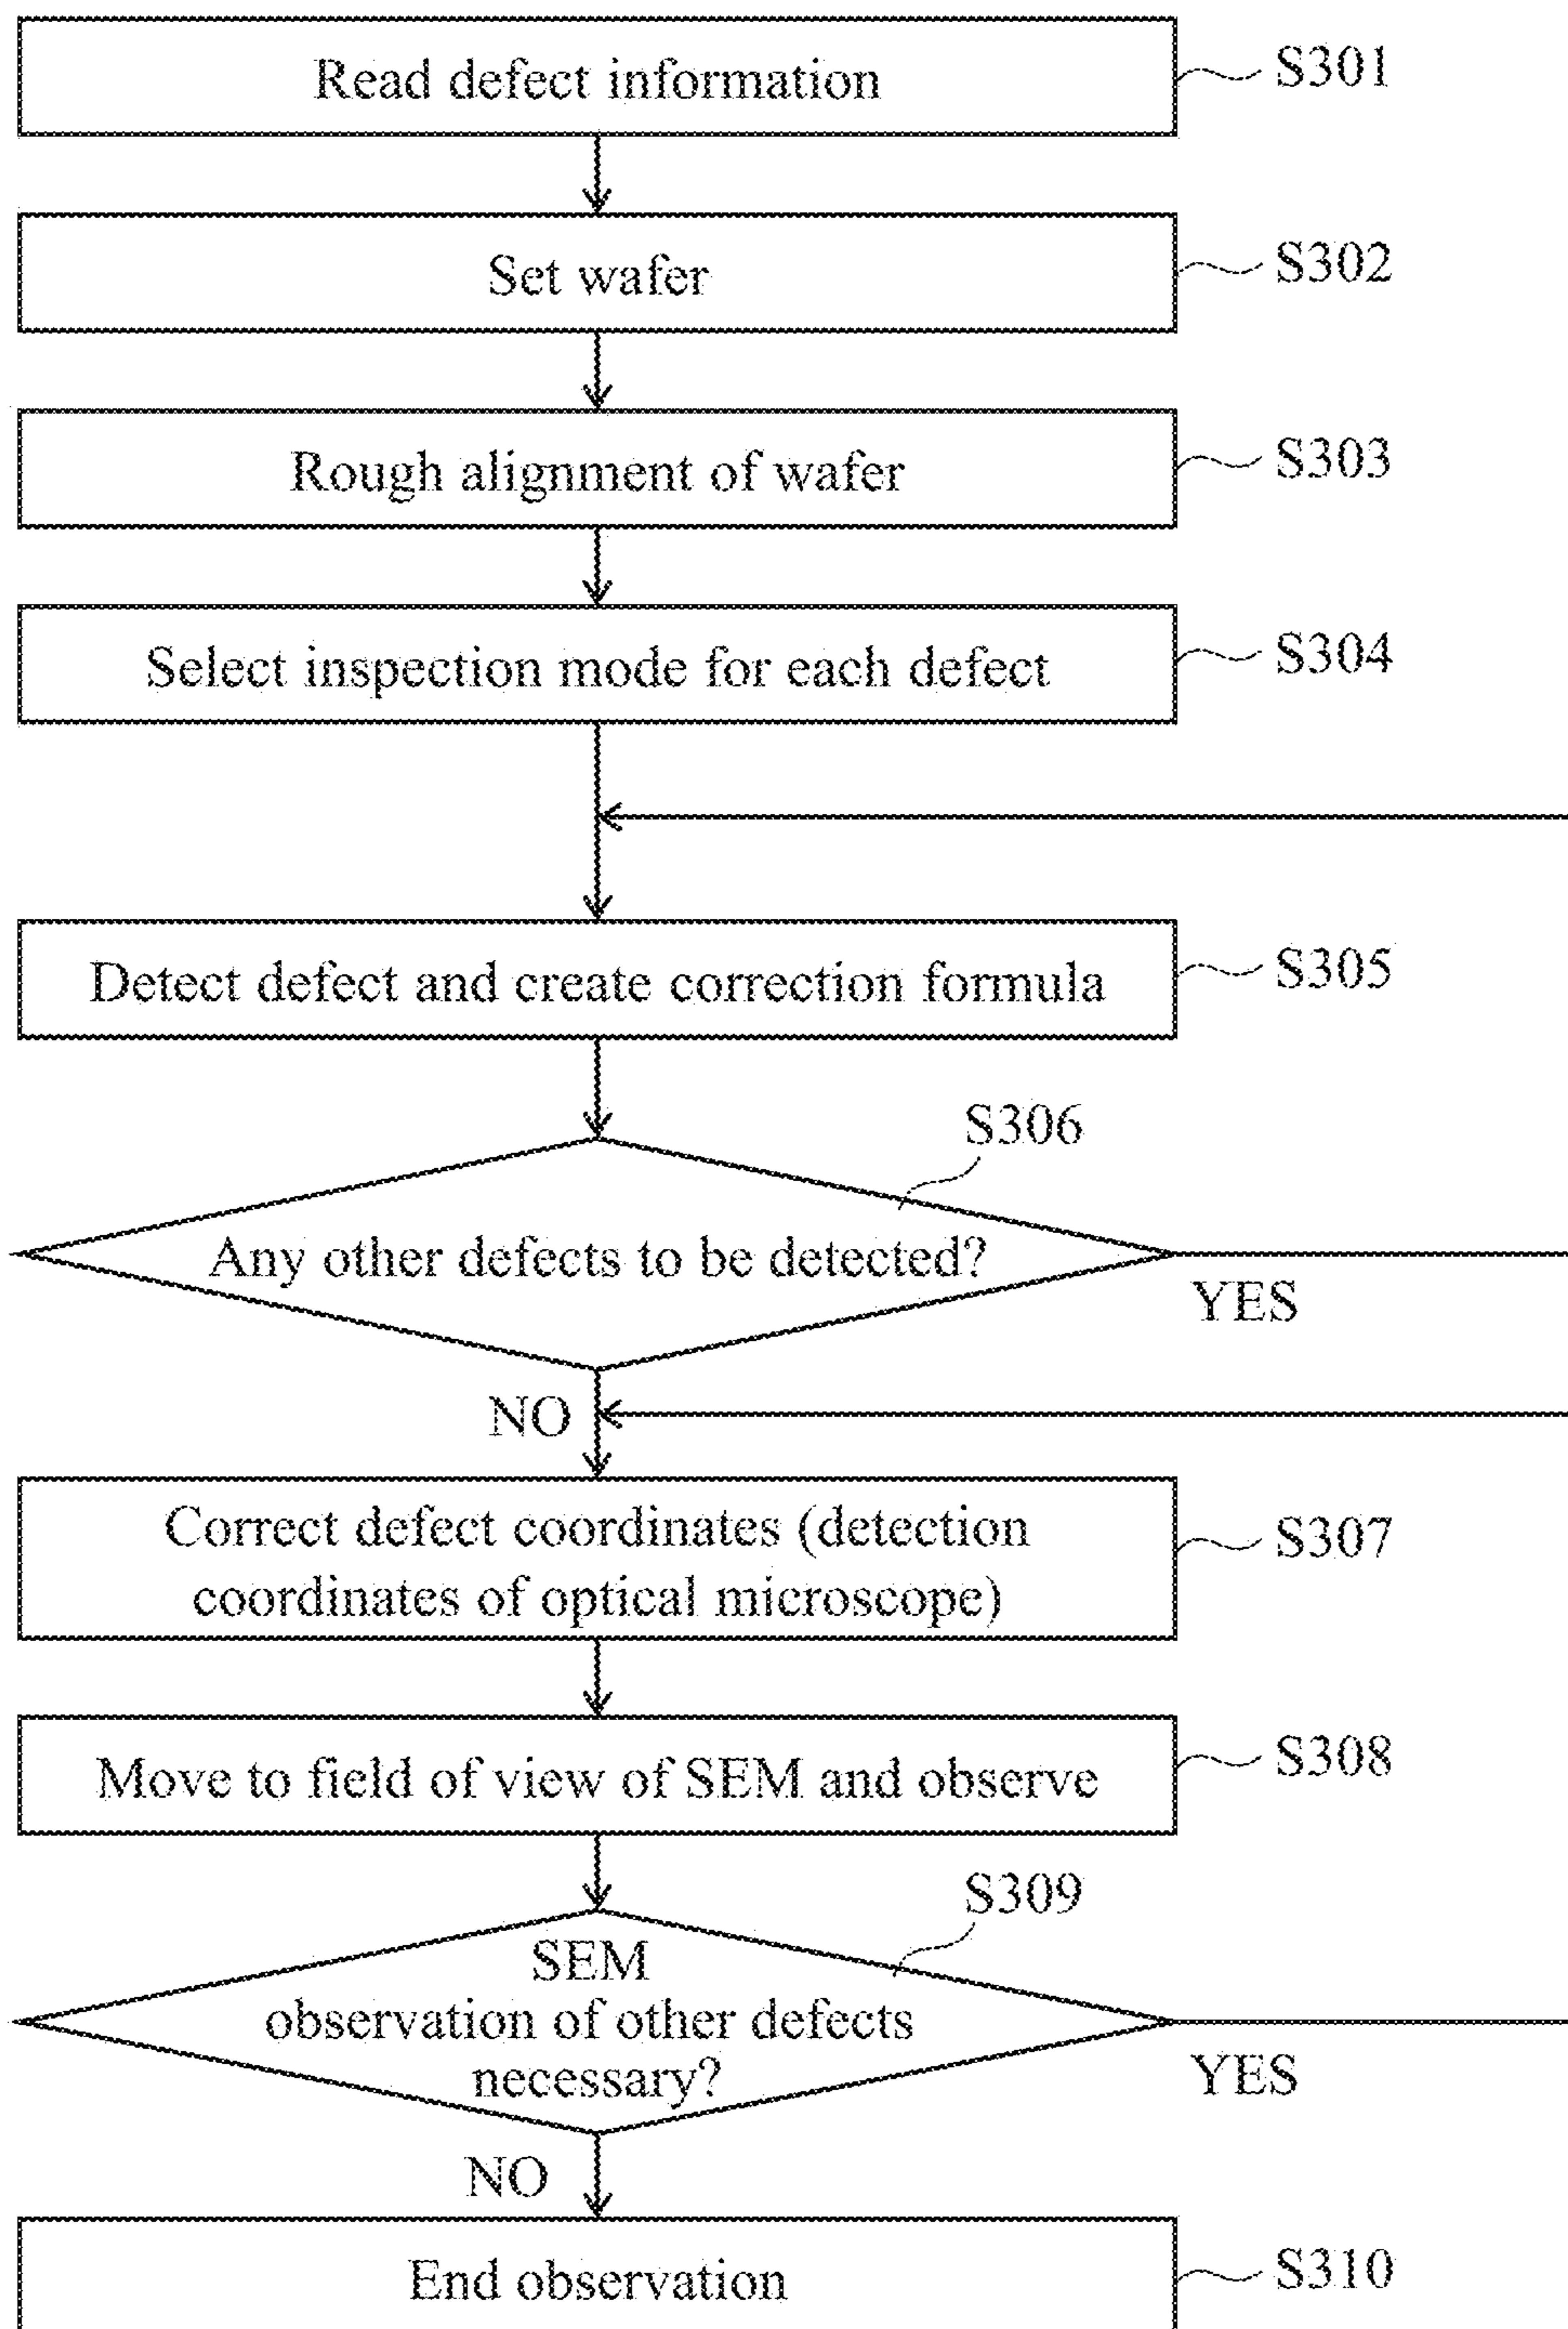 Read defect information
S301
Set wafer
S302
Rough alignment of wafer
S303
Select inspection mode for each defect
S304
Detect defect and create correction formula
S305
S306
Any other defects to be detected?
YES
NO
Correct defect coordinates (detection
coordinates of optical microscope)
S307
Move to field of view of SEM and observe
S308
S309
SEM
observation of other defects
necessary?
YES
NO
End observation
S310